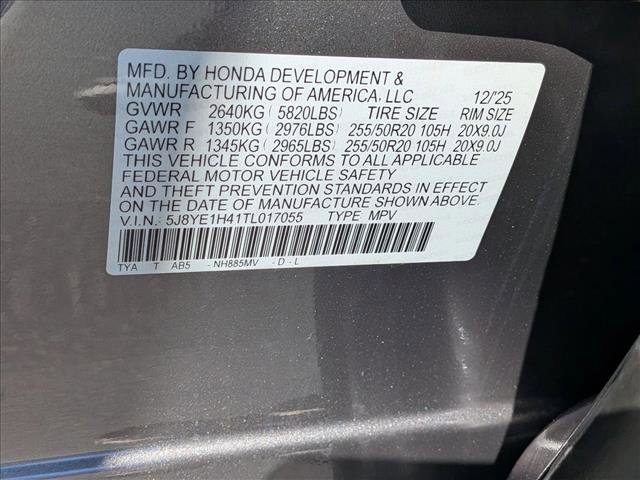 MFD. BY HONDA DEVELOPMENT &
MANUFACTURING OF AMERICA, LLC 12/'25
GVWR 2640KG ( 5820LBS) TIRE SIZE RIM SIZE
GAWR F 1350KG ( 2976LBS) 255/50R20 105H 20X9.0J
GAWR R 1345KG ( 2965LBS) 255/50R20 105H 20X9.0J
THIS VEHICLE CONFORMS TO ALL APPLICABLE
FEDERAL MOTOR VEHICLE SAFETY
AND THEFT PREVENTION STANDARDS IN EFFECT
ON THE DATE OF MANUFACTURE SHOWN ABOVE.
V.I.N.: 5J8YE1H41TL017055 TYPE MPV
TYA T AB5 - NH885MV - D - L